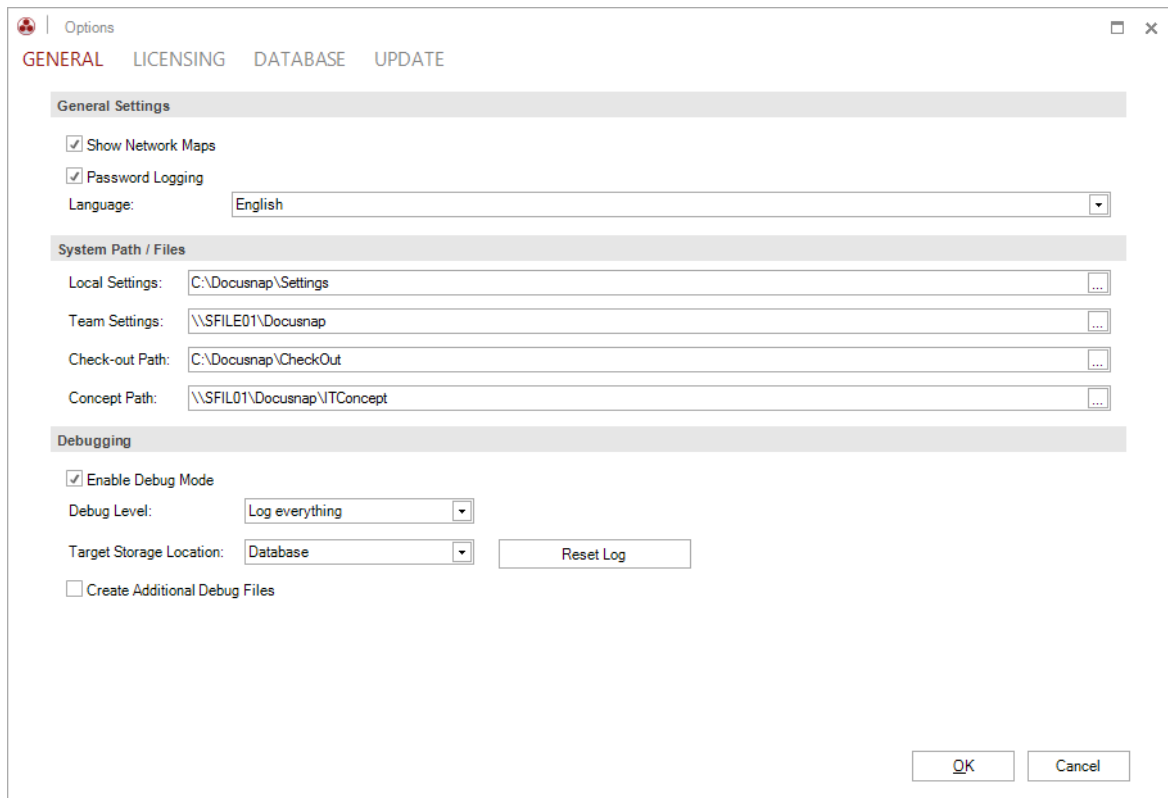 Options
GENERAL LICENSING DATABASE UPDATE
General Settings
Show Network Maps
Password Logging
Language: English
System Path / Files
Local Settings: C:\Docusnap\Settings ...
Team Settings: \\SFILE01\Docusnap ...
Check-out Path: C:\Docusnap\CheckOut ...
Concept Path: \\SFIL01\Docusnap\ITConcept ...
Debugging
Enable Debug Mode
Debug Level: Log everything
Target Storage Location: Database Reset Log
Create Additional Debug Files
OK Cancel